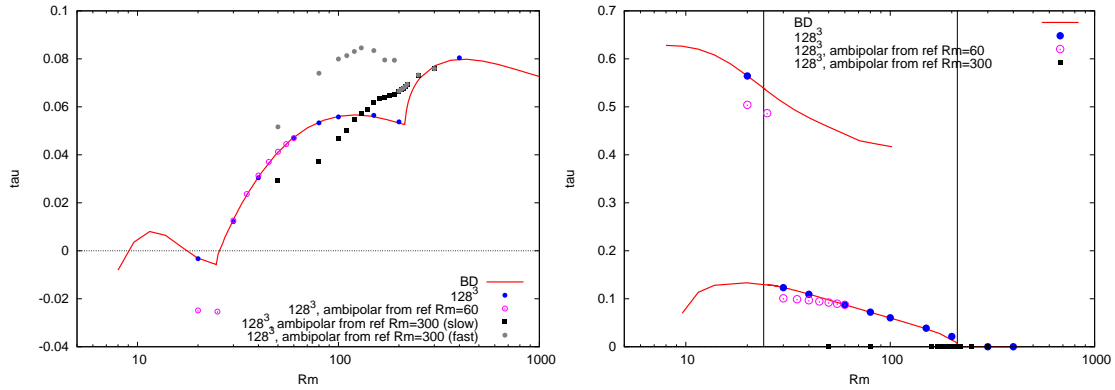 0.1
0.08
0.06
0.04
0.02
0
-0.02
-0.04
10
100
1000
tau
Rm
BD
128^3
128^3, ambipolar from ref Rm=60
128^3 ambipolar from ref Rm=300 (slow)
128^3, ambipolar from ref Rm=300 (fast)
0.7
0.6
0.5
0.4
0.3
0.2
0.1
0
10
100
1000
tau
Rm
BD
128^3
128^3, ambipolar from ref Rm=60
128^3, ambipolar from ref Rm=300